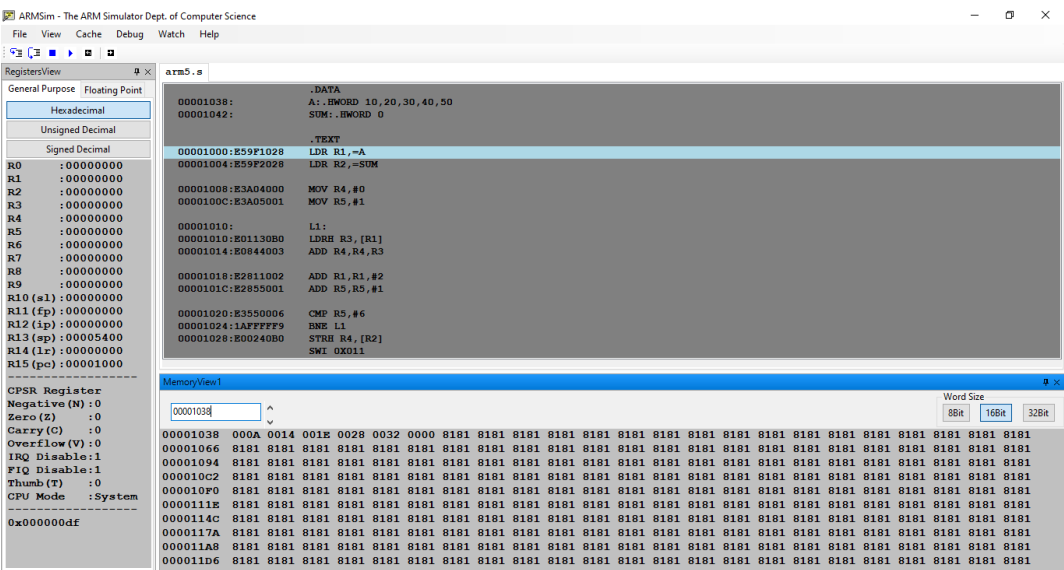 ARMSim - The ARM Simulator Dept. of Computer Science
File View Cache Debug Watch Help
RegistersView
General Purpose Floating Point
Hexadecimal
Unsigned Decimal
Signed Decimal
R0 :00000000
R1 :00000000
R2 :00000000
R3 :00000000
R4 :00000000
R5 :00000000
R6 :00000000
R7 :00000000
R8 :00000000
R9 :00000000
R10(sl):00000000
R11(fp):00000000
R12(ip):00000000
R13(sp):00005400
R14(lr):00000000
R15(pc):00001000
------------------
CPSR Register
Negative(N):0
Zero(Z) :0
Carry(C) :0
Overflow(V):0
IRQ Disable:1
FIQ Disable:1
Thumb(T) :0
CPU Mode :System
------------------
0x000000df
arm5.s
.DATA
00001038: A:.HWORD 10,20,30,40,50
00001042: SUM:.HWORD 0
.TEXT
00001000:E59F1028 LDR R1,=A
00001004:E59F2028 LDR R2,=SUM
00001008:E3A04000 MOV R4,#0
0000100C:E3A05001 MOV R5,#1
00001010: L1:
00001010:E01130B0 LDRH R3,[R1]
00001014:E0844003 ADD R4,R4,R3
00001018:E2811002 ADD R1,R1,#2
0000101C:E2855001 ADD R5,R5,#1
00001020:E3550006 CMP R5,#6
00001024:1AFFFFF9 BNE L1
00001028:E00240B0 STRH R4,[R2]
SWI 0X011
MemoryView1
00001038
Word Size
8Bit 16Bit 32Bit
00001038 000A 0014 001E 0028 0032 0000 8181 8181 8181 8181 8181 8181 8181 8181 8181 8181 8181 8181 8181 8181 8181 8181 8181
00001066 8181 8181 8181 8181 8181 8181 8181 8181 8181 8181 8181 8181 8181 8181 8181 8181 8181 8181 8181 8181 8181 8181 8181
00001094 8181 8181 8181 8181 8181 8181 8181 8181 8181 8181 8181 8181 8181 8181 8181 8181 8181 8181 8181 8181 8181 8181 8181
000010C2 8181 8181 8181 8181 8181 8181 8181 8181 8181 8181 8181 8181 8181 8181 8181 8181 8181 8181 8181 8181 8181 8181 8181
000010F0 8181 8181 8181 8181 8181 8181 8181 8181 8181 8181 8181 8181 8181 8181 8181 8181 8181 8181 8181 8181 8181 8181 8181
0000111E 8181 8181 8181 8181 8181 8181 8181 8181 8181 8181 8181 8181 8181 8181 8181 8181 8181 8181 8181 8181 8181 8181 8181
0000114C 8181 8181 8181 8181 8181 8181 8181 8181 8181 8181 8181 8181 8181 8181 8181 8181 8181 8181 8181 8181 8181 8181 8181
0000117A 8181 8181 8181 8181 8181 8181 8181 8181 8181 8181 8181 8181 8181 8181 8181 8181 8181 8181 8181 8181 8181 8181 8181
000011A8 8181 8181 8181 8181 8181 8181 8181 8181 8181 8181 8181 8181 8181 8181 8181 8181 8181 8181 8181 8181 8181 8181 8181
000011D6 8181 8181 8181 8181 8181 8181 8181 8181 8181 8181 8181 8181 8181 8181 8181 8181 8181 8181 8181 8181 8181 8181 8181